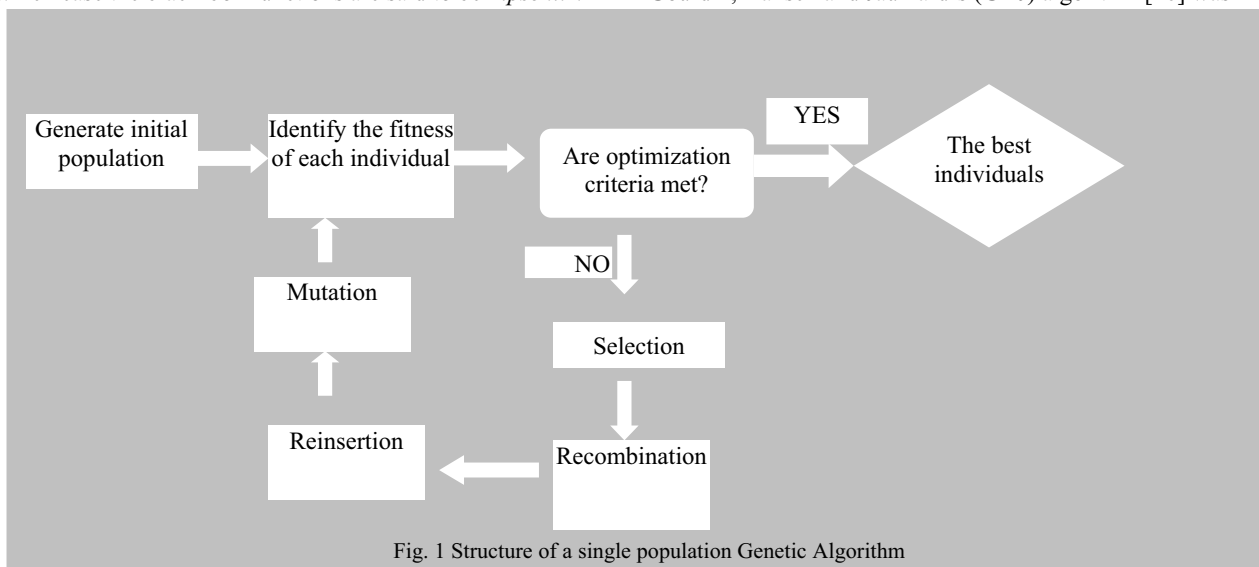 Generate initial
population
Identify the fitness
of each individual
Are optimization
criteria met?
YES
The best
individuals
NO
Mutation
Selection
Reinsertion
Recombination
Fig. 1 Structure of a single population Genetic Algorithm